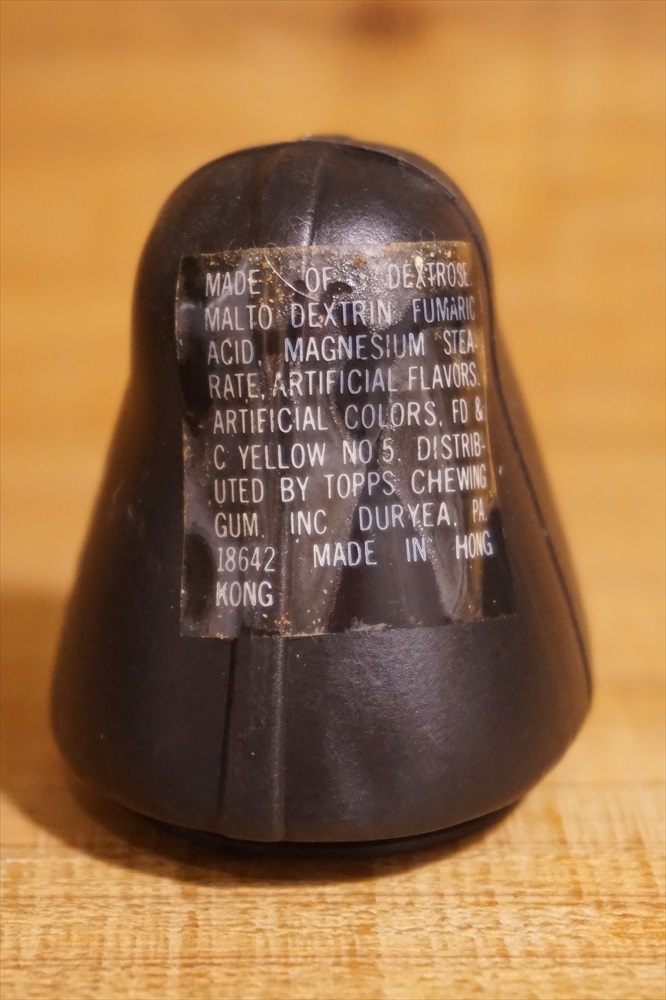 MADE OF DEXTROSE.
MALTO DEXTRIN FUMARIC
ACID, MAGNESIUM STEA-
RATE, ARTIFICIAL FLAVORS.
ARTIFICIAL COLORS, FD &
C YELLOW NO 5. DISTRIB-
UTED BY TOPPS CHEWING
GUM, INC DURYEA, PA.
18642 MADE IN HONG
KONG